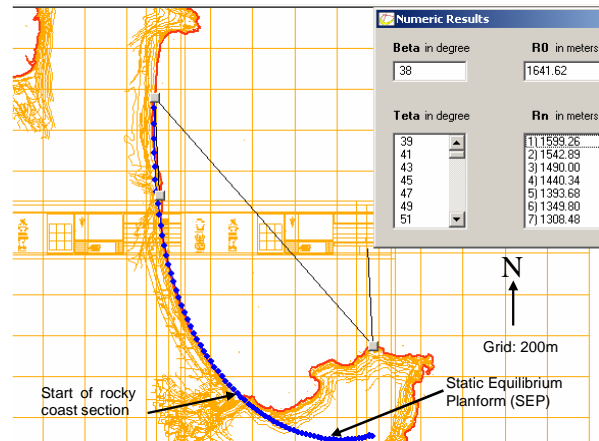 Numeric Results
Beta in degree
R0 in meters
38
1641.62
Teta in degree
Rn in meters
39
41
43
45
47
49
51
1) 1599.26
2) 1542.89
3) 1490.00
4) 1440.34
5) 1393.68
6) 1349.80
7) 1308.48
N
Grid: 200m
Start of rocky
coast section
Static Equilibrium
Planform (SEP)